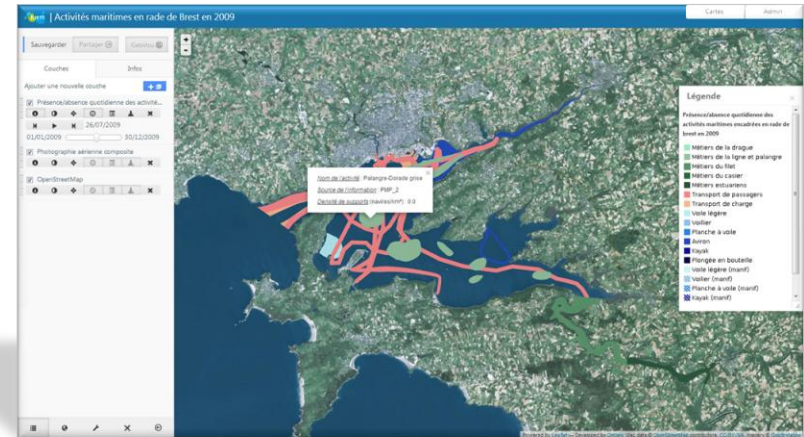 | Activités maritimes en rade de Brest en 2009
Cartes
Admin
Sauvegarder
Partager
Couches
Infos
Ajouter une nouvelle couche
Présence/absence quotidienne des activité...
26/07/2009
01/01/2009
30/12/2009
Photographie aérienne composite
OpenStreetMap
Nom de l'activité : Palangre-Dorade grise
Source de l'information : PMP_2
Densité de supports (navires/km²): 0.0
Légende
Présence/absence quotidienne des
activités maritimes encadrées en rade de
brest en 2009
Métiers de la drague
Métiers de la ligne et palangre
Métiers du filet
Métiers du casier
Métiers estuariens
Transport de passagers
Transport de charge
Voile légère
Voilier
Planche à voile
Aviron
Kayak
Plongée en bouteille
Voile légère (manif)
Voilier (manif)
Planche à voile (manif)
Kayak (manif)